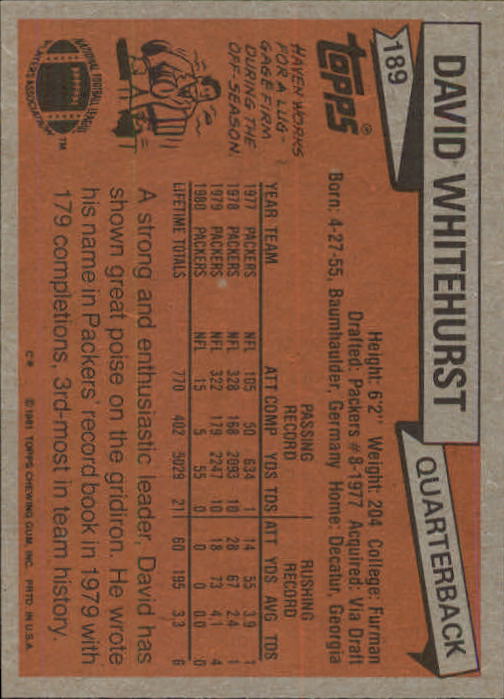 189
topps®
DAVID WHITEHURST
QUARTERBACK
Height: 6'2" Weight: 204 College: Furman
Drafted: Packers #8-1977 Acquired: Via Draft
Born: 4-27-55, Baumhaulder, Germany Home: Decatur, Georgia
PASSING RECORD RUSHING RECORD
YEAR TEAM ATT COMP YDS TDS ATT YDS AVG TDS
1977 PACKERS NFL 105 50 634 1 14 55 3.9 1
1978 PACKERS NFL 328 168 2093 10 28 67 2.4 1
1979 PACKERS NFL 322 179 2247 10 18 73 4.1 4
1980 PACKERS NFL 15 5 55 0 0 0 0.0 0
LIFETIME TOTALS 770 402 5029 21 60 195 3.3 6
HAVEN WORKS
FOR A LUG-
GAGE FIRM
DURING THE
OFF-SEASON.
NATIONAL FOOTBALL LEAGUE
PLAYERS ASSOCIATION
TM
A strong and enthusiastic leader, David has
shown great poise on the gridiron. He wrote
his name in Packers' record book in 1979 with
179 completions, 3rd-most in team history.
C* © 1981 TOPPS CHEWING GUM, INC. PRTD. IN U.S.A.